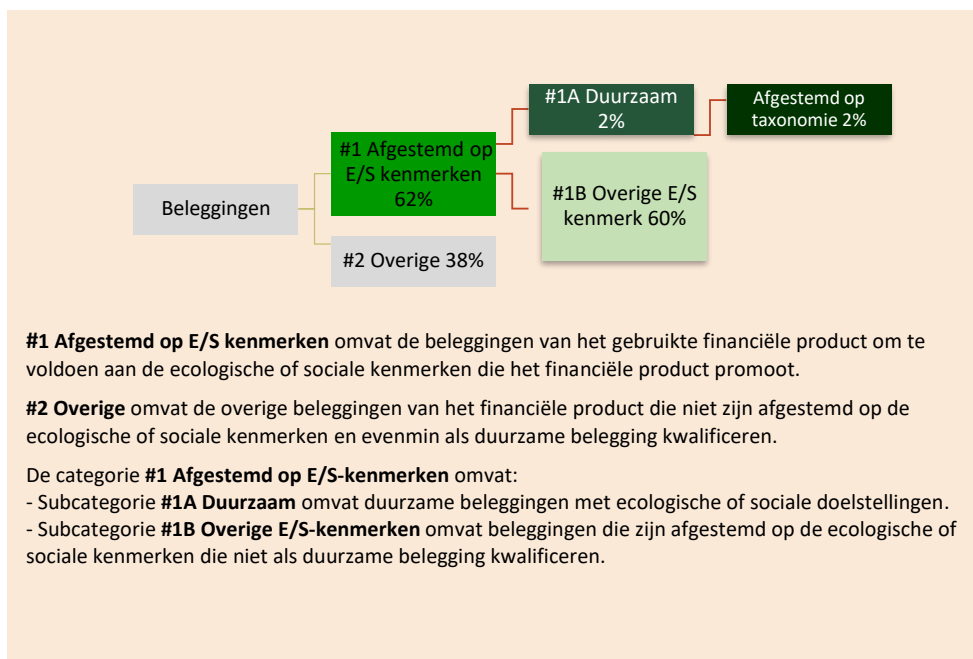 #1A Duurzaam
2%
Afgestemd op
taxonomie 2%
#1 Afgestemd op
E/S kenmerken
62%
#1B Overige E/S
kenmerk 60%
Beleggingen
#2 Overige 38%
#1 Afgestemd op E/S kenmerken omvat de beleggingen van het gebruikte financiële product om te
voldoen aan de ecologische of sociale kenmerken die het financiële product promoot.
#2 Overige omvat de overige beleggingen van het financiële product die niet zijn afgestemd op de
ecologische of sociale kenmerken en evenmin als duurzame belegging kwalificeren.
De categorie #1 Afgestemd op E/S-kenmerken omvat:
- Subcategorie #1A Duurzaam omvat duurzame beleggingen met ecologische of sociale doelstellingen.
- Subcategorie #1B Overige E/S-kenmerken omvat beleggingen die zijn afgestemd op de ecologische of
sociale kenmerken die niet als duurzame belegging kwalificeren.